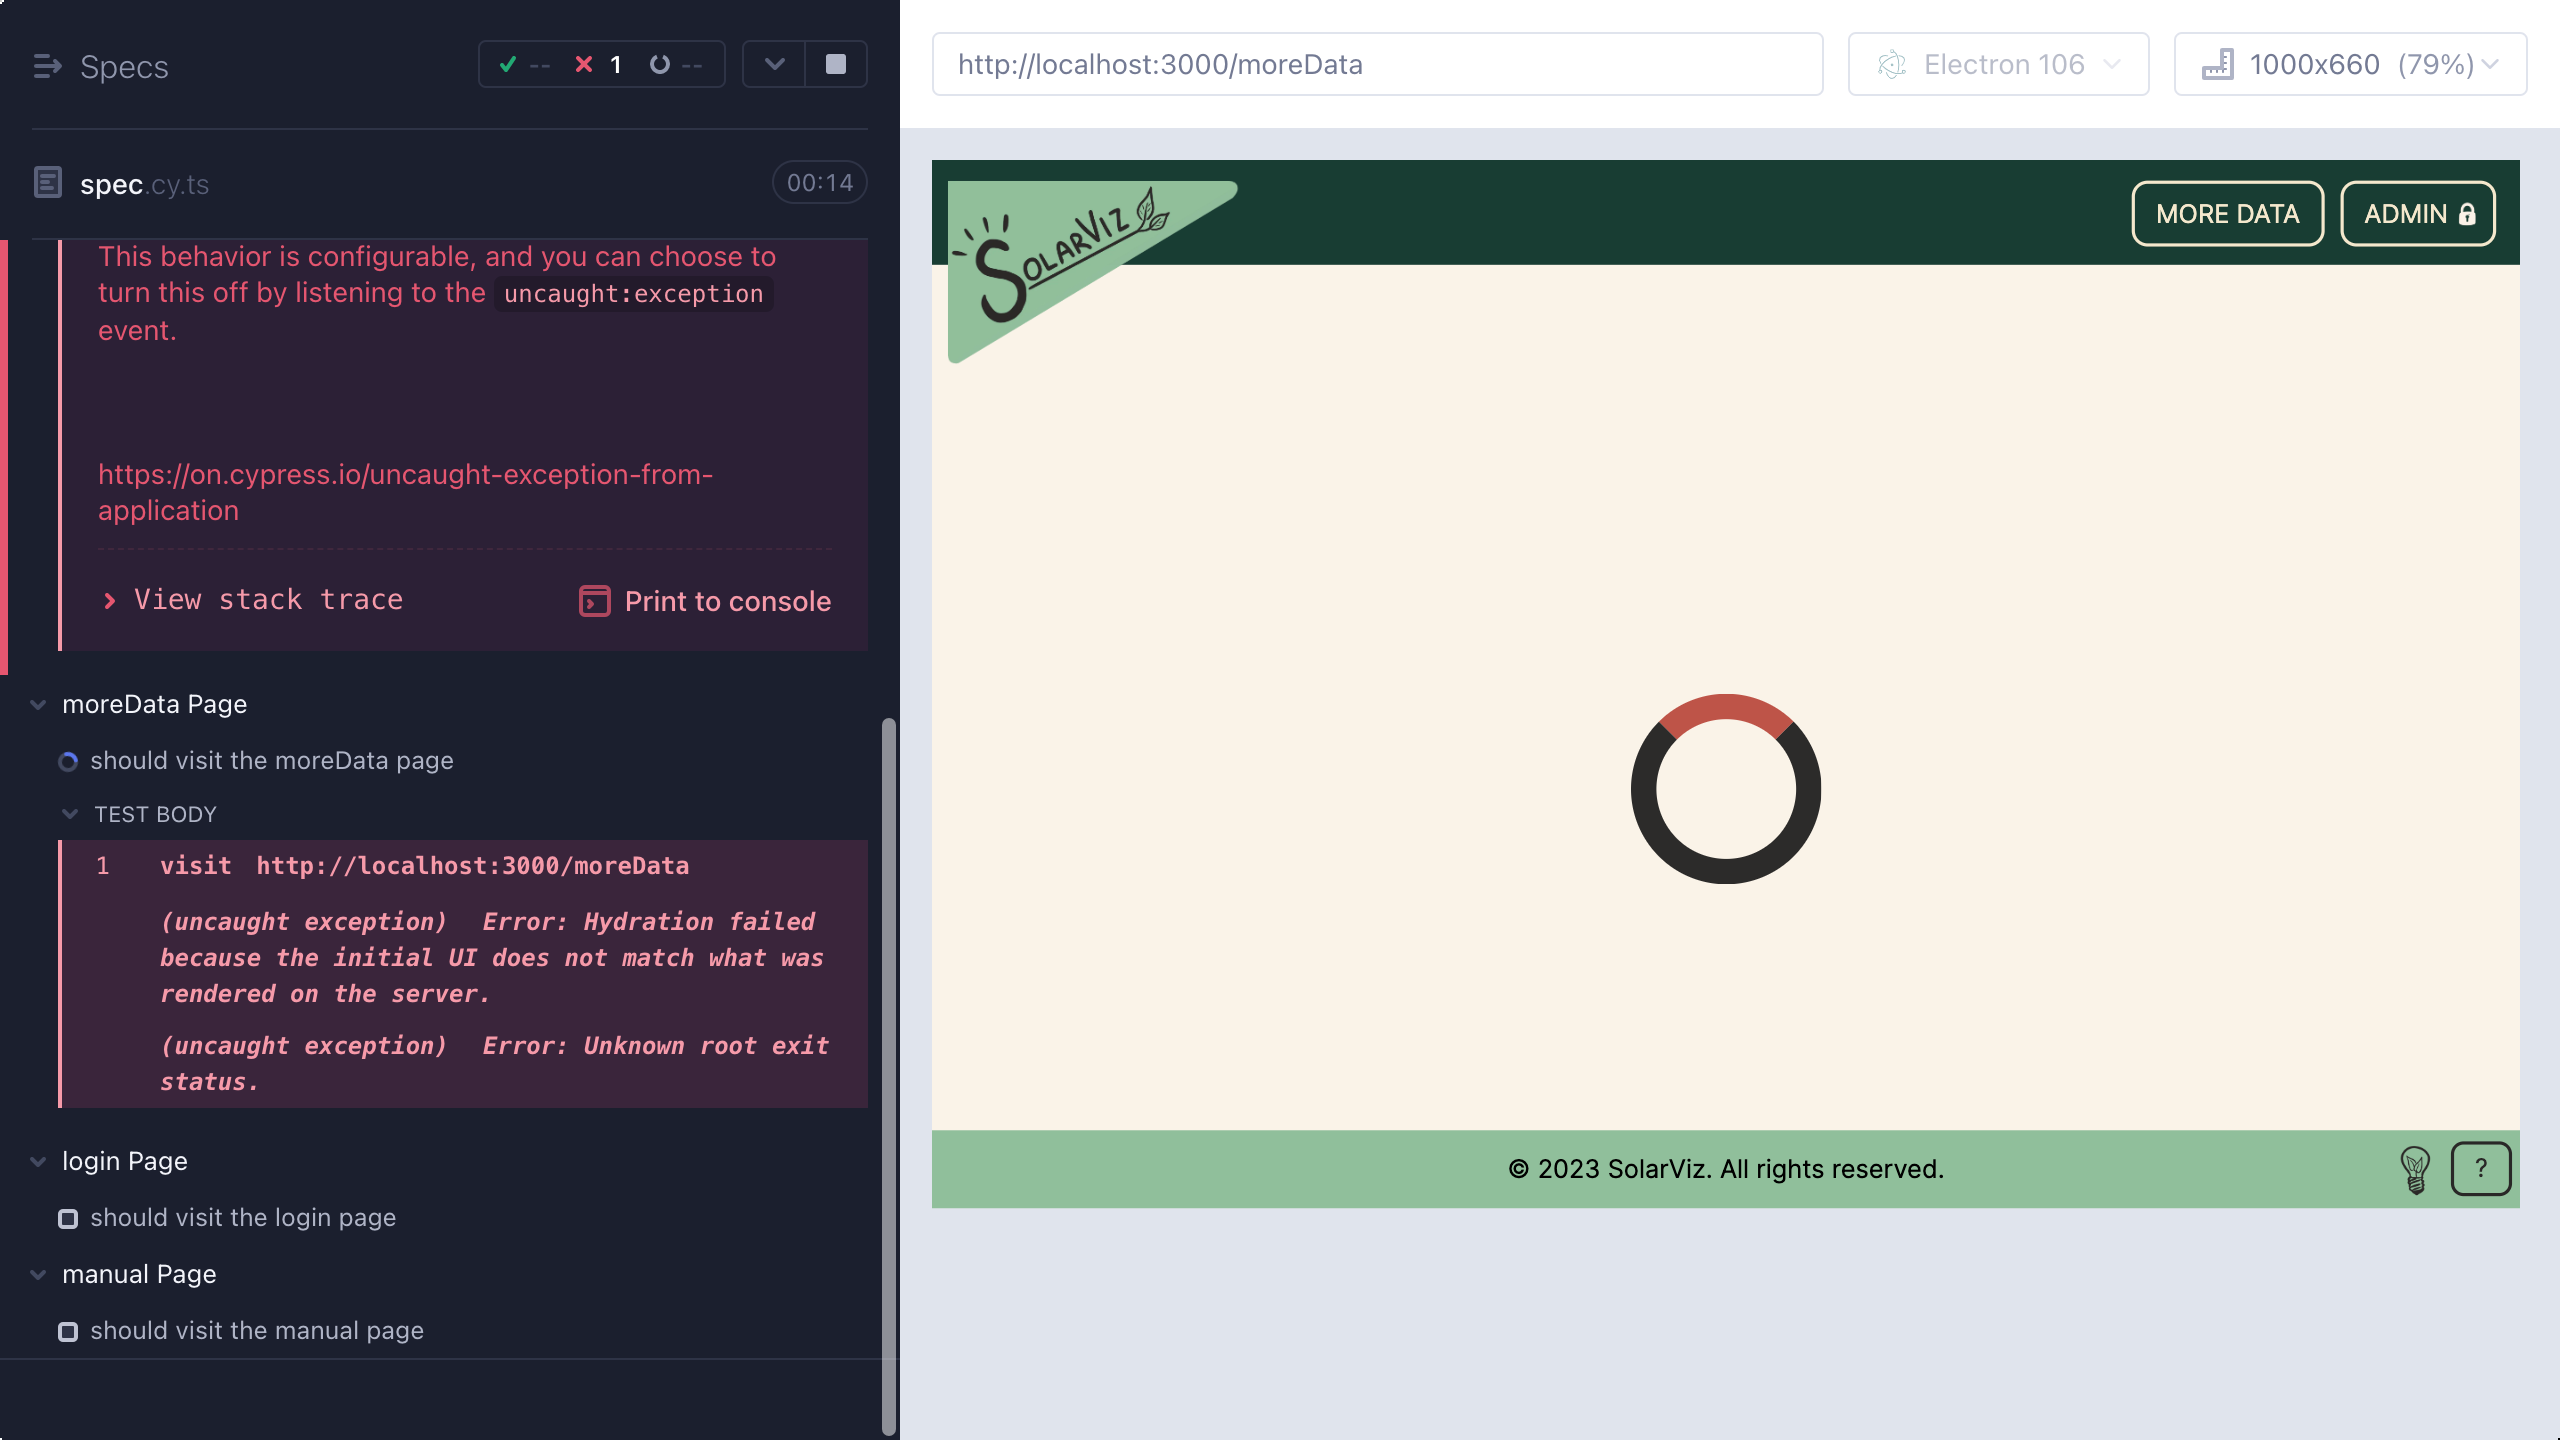 Specs
-- 1 --
spec.cy.ts
00:14
This behavior is configurable, and you can choose to
turn this off by listening to the uncaught:exception
event.
https://on.cypress.io/uncaught-exception-from-
application
View stack trace
Print to console
moreData Page
should visit the moreData page
TEST BODY
1 visit http://localhost:3000/moreData
(uncaught exception) Error: Hydration failed
because the initial UI does not match what was
rendered on the server.
(uncaught exception) Error: Unknown root exit
status.
login Page
should visit the login page
manual Page
should visit the manual page
http://localhost:3000/moreData
Electron 106
1000x660 (79%)
SOLARVIZ
MORE DATA
ADMIN
© 2023 SolarViz. All rights reserved.
?